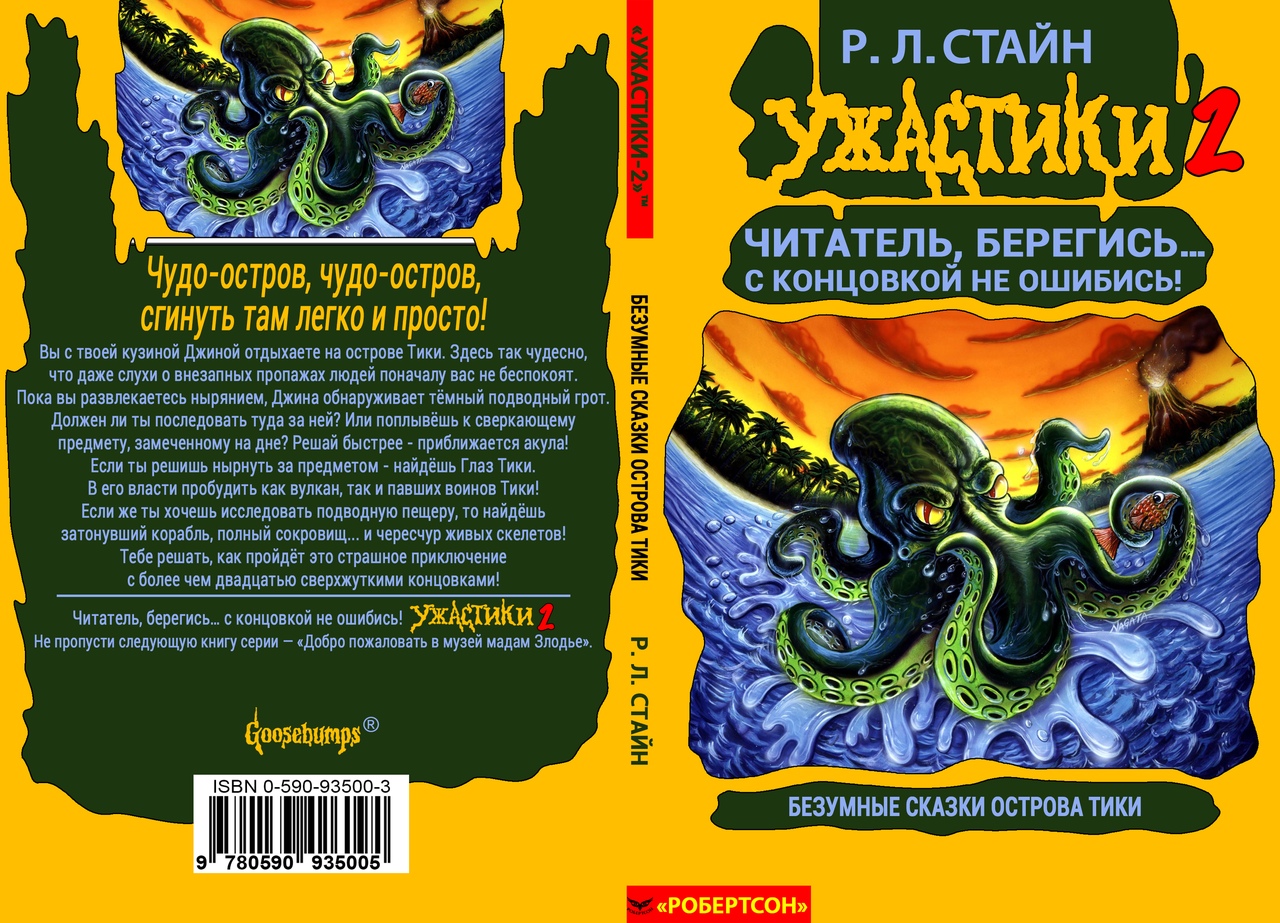 Чудо-остров, чудо-остров,
сгинуть там легко и просто!
Вы с твоей кузиной Джиной отдыхаете на острове Тики. Здесь так чудесно,
что даже слухи о внезапных пропажах людей поначалу вас не беспокоят.
Пока вы развлекаетесь нырянием, Джина обнаруживает тёмный подводный грот.
Должен ли ты последовать туда за ней? Или поплывёшь к сверкающему
предмету, замеченному на дне? Решай быстрее - приближается акула!
Если ты решишь нырнуть за предметом - найдёшь Глаз Тики.
В его власти пробудить как вулкан, так и павших воинов Тики!
Если же ты хочешь исследовать подводную пещеру, то найдёшь
затонувший корабль, полный сокровищ... и чересчур живых скелетов!
Тебе решать, как пройдёт это страшное приключение
с более чем двадцатью сверхжуткими концовками!
Читатель, берегись... с концовкой не ошибись! УЖАСТИКИ 2
Не пропусти следующую книгу серии — «Добро пожаловать в музей мадам Злодье».
Goosebumps®
ISBN 0-590-93500-3
9 780590 935005
«УЖАСТИКИ-2»™
БЕЗУМНЫЕ СКАЗКИ ОСТРОВА ТИКИ
Р. Л. СТАЙН
Р. Л. СТАЙН
УЖАСТИКИ 2
ЧИТАТЕЛЬ, БЕРЕГИСЬ...
С КОНЦОВКОЙ НЕ ОШИБИСЬ!
NAGATA
БЕЗУМНЫЕ СКАЗКИ ОСТРОВА ТИКИ
«РОБЕРТСОН»